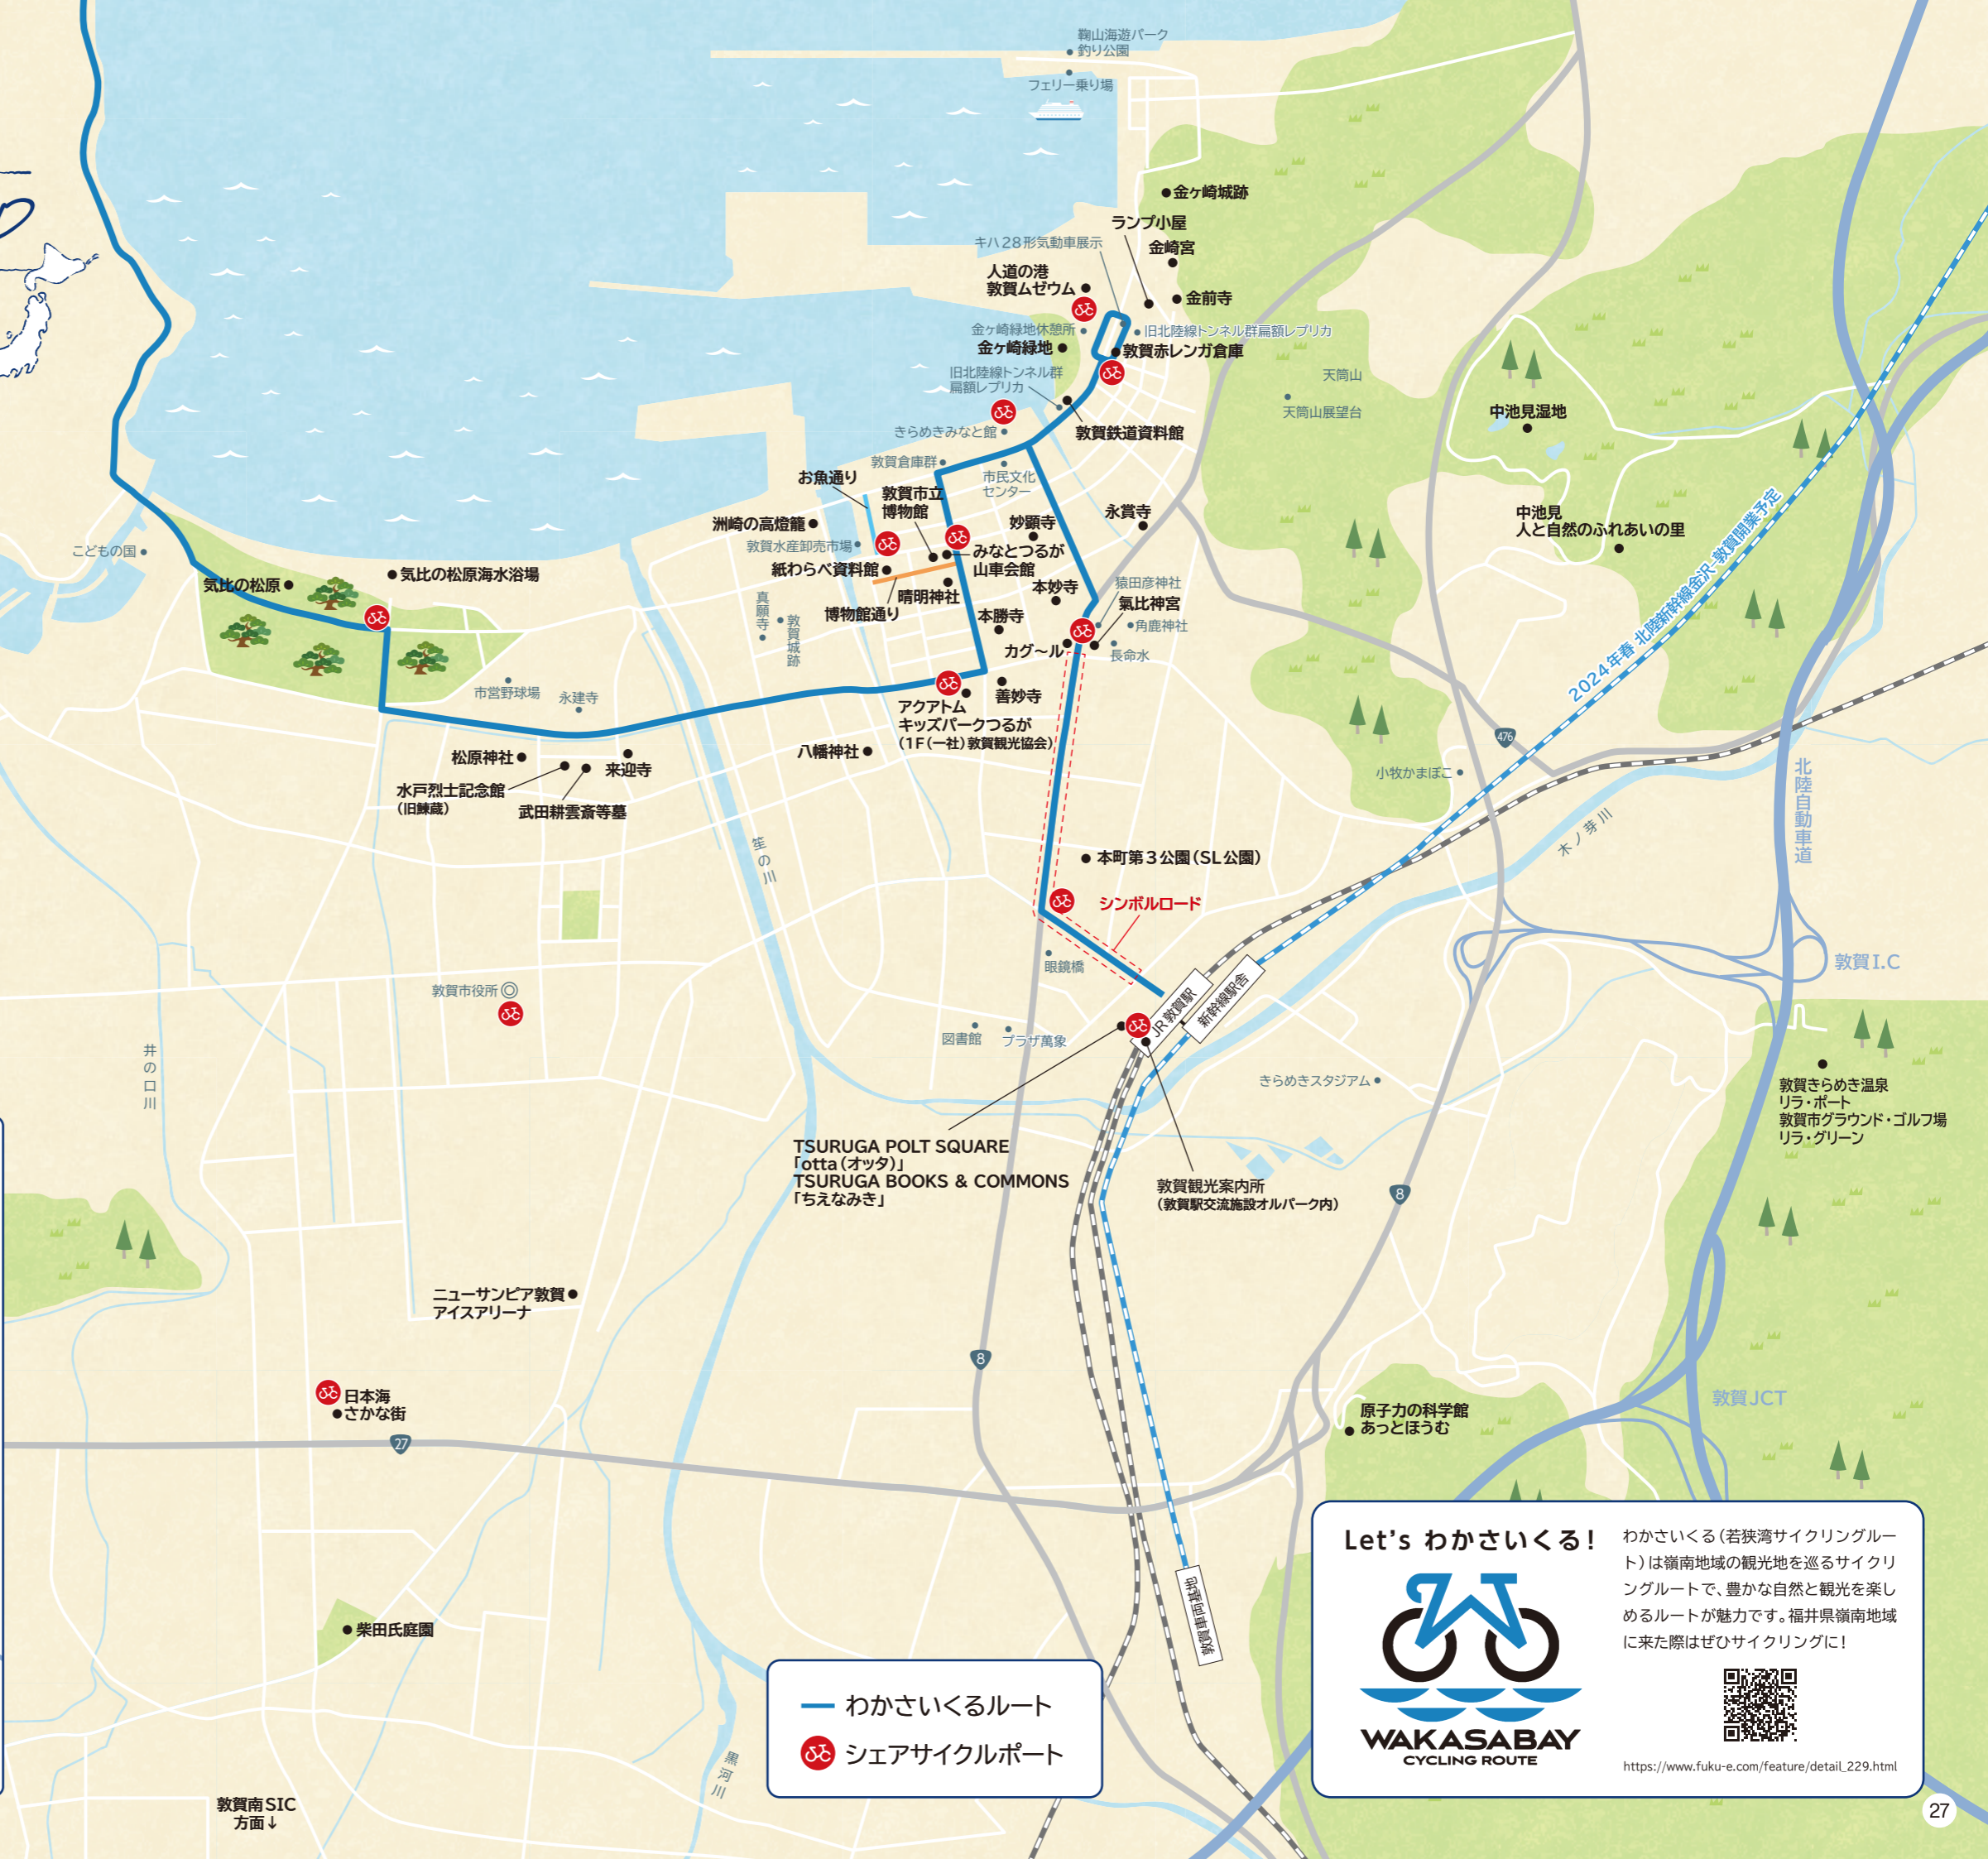 鞠山海遊パーク
釣り公園
フェリー乗り場
金ヶ崎城跡
ランプ小屋
キハ28形気動車展示
金崎宮
人道の港
敦賀ムゼウム
金前寺
金ヶ崎緑地休憩所
旧北陸線トンネル群扁額レプリカ
金ヶ崎緑地
敦賀赤レンガ倉庫
旧北陸線トンネル群
扁額レプリカ
天筒山
天筒山展望台
中池見湿地
きらめきみなと館
敦賀鉄道資料館
敦賀倉庫群
市民文化
センター
お魚通り
敦賀市立
博物館
洲崎の高燈籠
妙顕寺
永賞寺
中池見
人と自然のふれあいの里
こどもの国
敦賀水産卸売市場
みなとつるが
山車会館
紙わらべ資料館
気比の松原
気比の松原海水浴場
晴明神社
本妙寺
猿田彦神社
氣比神宮
真願寺
敦賀城跡
博物館通り
本勝寺
角鹿神社
カグ～ル
長命水
2024年春 北陸新幹線金沢-敦賀開業予定
市営野球場
永建寺
善妙寺
アクアトム
キッズパークつるが
（1F（一社）敦賀観光協会）
八幡神社
松原神社
来迎寺
水戸烈士記念館
（旧鰊蔵）
武田耕雲斎等墓
476
小牧かまぼこ
北陸自動車道
木ノ芽川
笙の川
本町第3公園（SL公園）
シンボルロード
眼鏡橋
敦賀I.C
敦賀市役所
JR敦賀駅
新幹線駅舎
図書館
プラザ萬象
井の口川
きらめきスタジアム
敦賀きらめき温泉
リラ・ポート
敦賀市グラウンド・ゴルフ場
リラ・グリーン
TSURUGA POLT SQUARE
「otta（オッタ）」
TSURUGA BOOKS & COMMONS
「ちえなみき」
敦賀観光案内所
（敦賀駅交流施設オルパーク内）
8
ニューサンピア敦賀
アイスアリーナ
8
日本海
さかな街
27
原子力の科学館
あっとほうむ
敦賀JCT
敦賀車両基地
柴田氏庭園
黒河川
敦賀南SIC
方面↓
わかさいくるルート
シェアサイクルポート
Let's わかさいくる！
わかさいくる（若狭湾サイクリングルー
ト）は嶺南地域の観光地を巡るサイクリ
ングルートで、豊かな自然と観光を楽し
めるルートが魅力です。福井県嶺南地域
に来た際はぜひサイクリングに！
WAKASABAY
CYCLING ROUTE
https://www.fuku-e.com/feature/detail_229.html
27